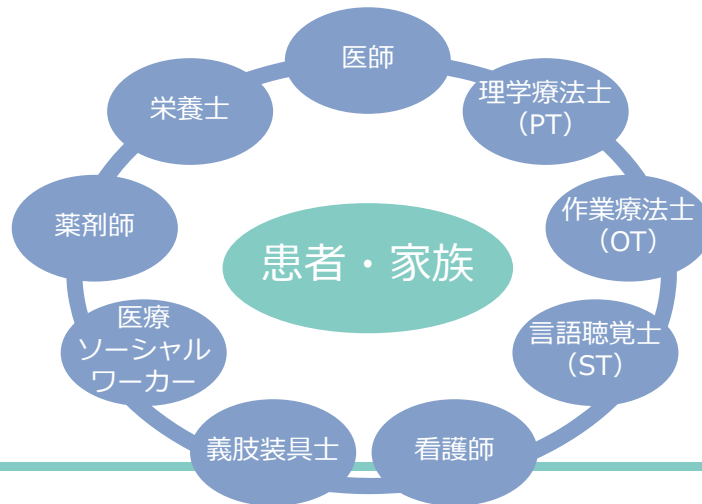 医師
理学療法士
（PT）
作業療法士
（OT）
言語聴覚士
（ST）
看護師
義肢装具士
医療
ソーシャル
ワーカー
薬剤師
栄養士
患者・家族